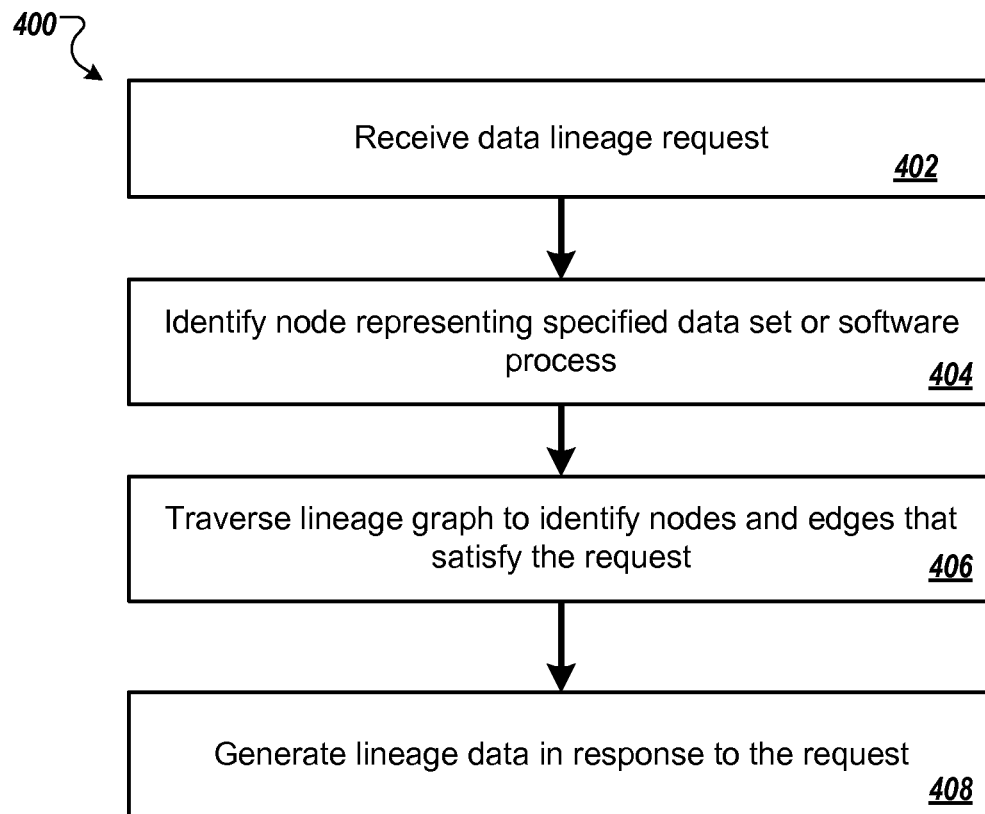 400
Receive data lineage request
402
Identify node representing specified data set or software
process
404
Traverse lineage graph to identify nodes and edges that
satisfy the request
406
Generate lineage data in response to the request
408